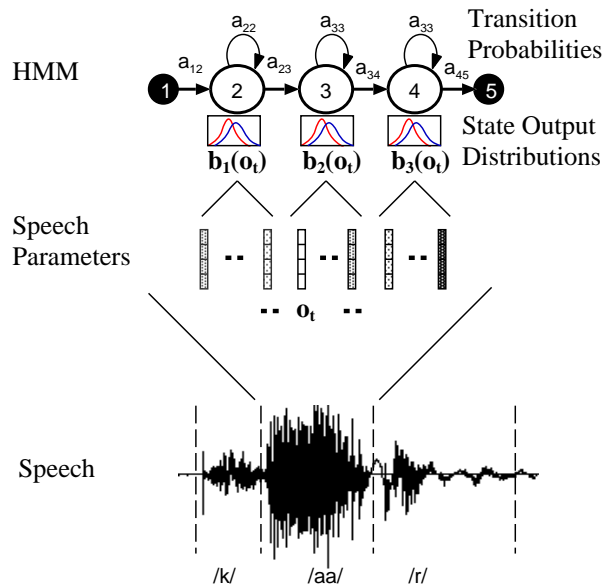 a₂₂ a₃₃ a₃₃ Transition
Probabilities
HMM a₁₂ a₂₃ a₃₄ a₄₅
1 2 3 4 5
State Output
Distributions
b₁(oₜ) b₂(oₜ) b₃(oₜ)
Speech
Parameters
oₜ
Speech
/k/ /aa/ /r/